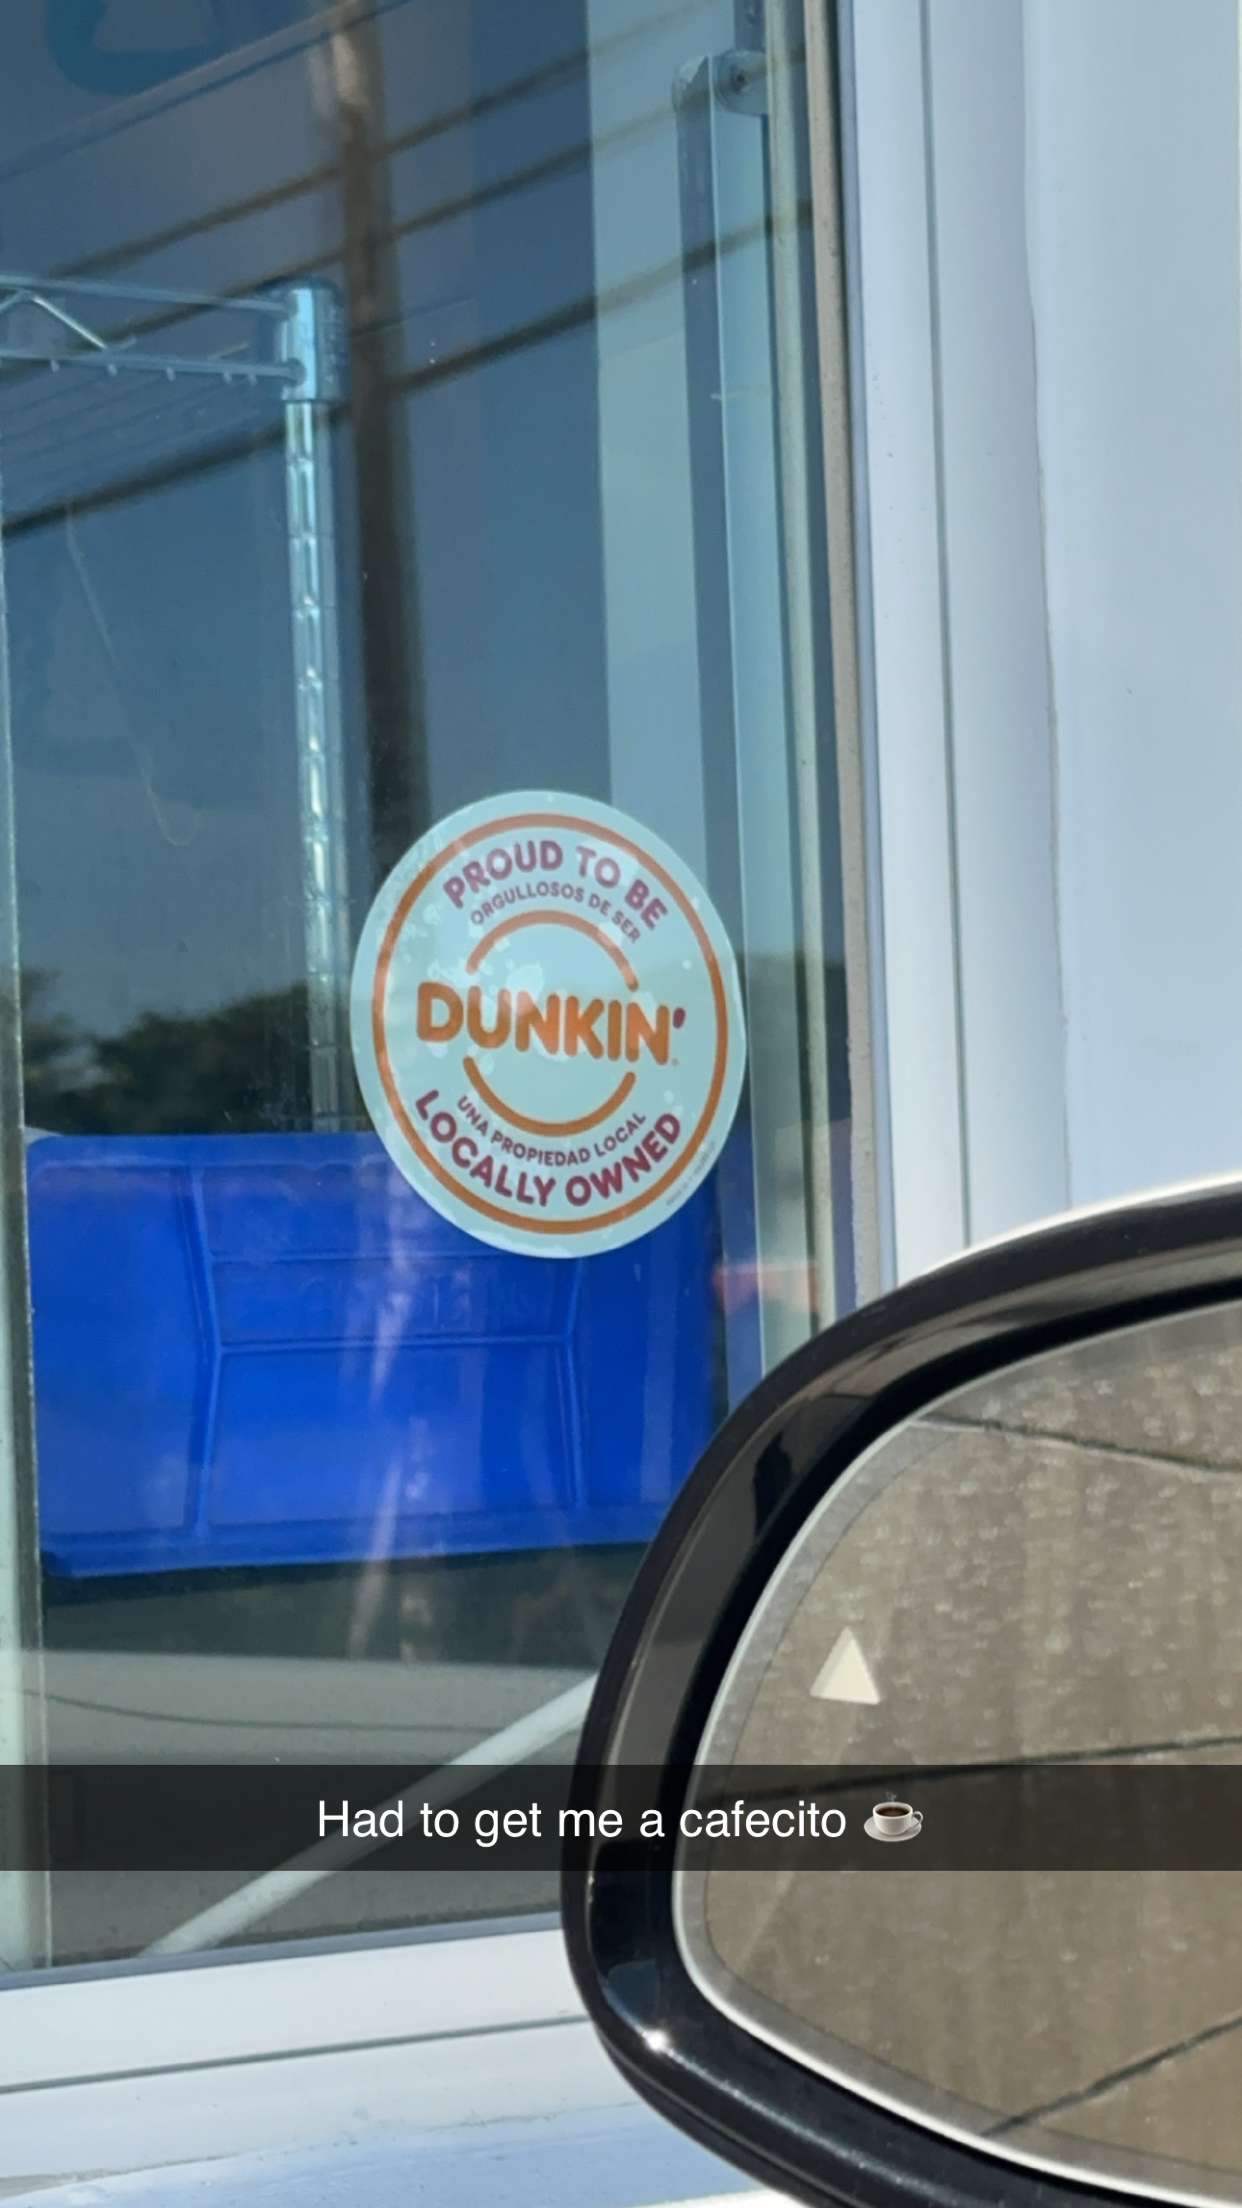 PROUD TO BE
ORGULLOSOS DE SER
DUNKIN'
UNA PROPIEDAD LOCAL
LOCALLY OWNED
Had to get me a cafecito ☕